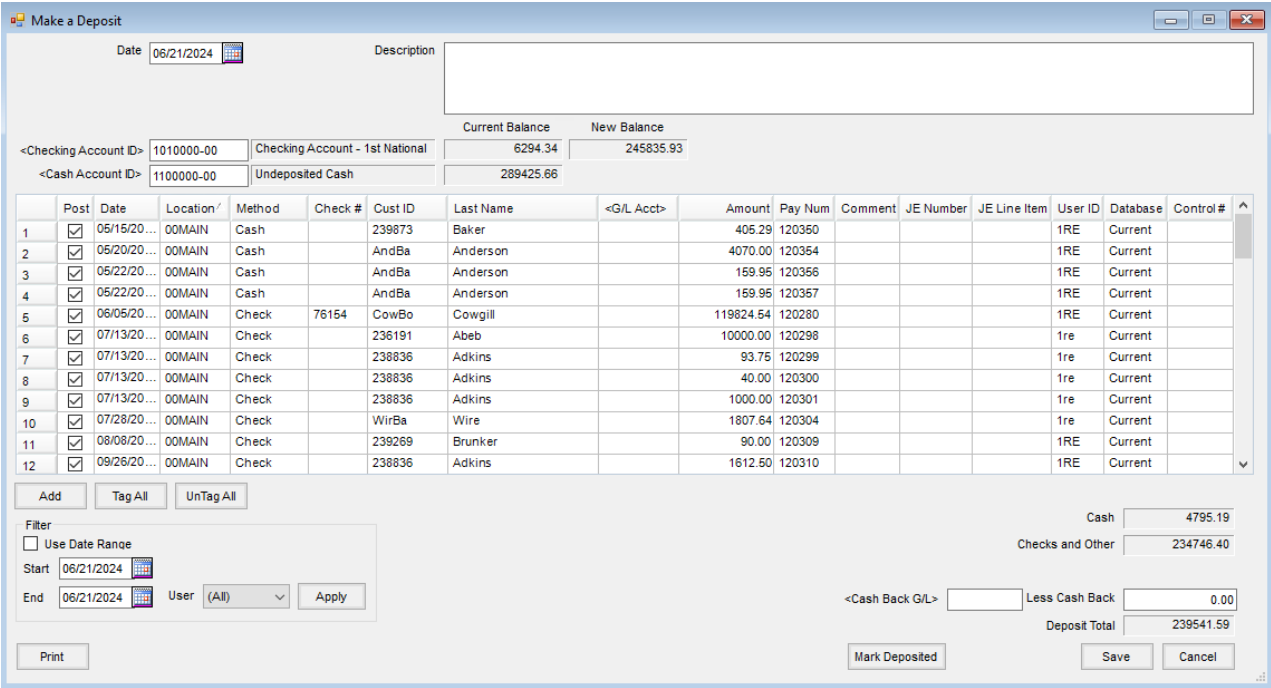 Make a Deposit
Date 06/21/2024 Description
Current Balance New Balance
<Checking Account ID> 1010000-00 Checking Account - 1st National 6294.34 245835.93
<Cash Account ID> 1100000-00 Undeposited Cash 289425.66
Post Date Location Method Check # Cust ID Last Name <G/L Acct> Amount Pay Num Comment JE Number JE Line Item User ID Database Control #
1 05/15/20... 00MAIN Cash 239873 Baker 405.29 120350 1RE Current
2 05/20/20... 00MAIN Cash AndBa Anderson 4070.00 120354 1RE Current
3 05/22/20... 00MAIN Cash AndBa Anderson 159.95 120356 1RE Current
4 05/22/20... 00MAIN Cash AndBa Anderson 159.95 120357 1RE Current
5 06/05/20... 00MAIN Check 76154 CowBo Cowgill 119824.54 120280 1RE Current
6 07/13/20... 00MAIN Check 236191 Abeb 10000.00 120298 1re Current
7 07/13/20... 00MAIN Check 238836 Adkins 93.75 120299 1re Current
8 07/13/20... 00MAIN Check 238836 Adkins 40.00 120300 1re Current
9 07/13/20... 00MAIN Check 238836 Adkins 1000.00 120301 1re Current
10 07/28/20... 00MAIN Check WirBa Wire 1807.64 120304 1re Current
11 08/08/20... 00MAIN Check 239269 Brunker 90.00 120309 1RE Current
12 09/26/20... 00MAIN Check 238836 Adkins 1612.50 120310 1RE Current
Add Tag All UnTag All
Cash 4795.19
Filter
Use Date Range
Checks and Other 234746.40
Start 06/21/2024
End 06/21/2024 User (All) Apply
<Cash Back G/L> Less Cash Back 0.00
Deposit Total 239541.59
Print Mark Deposited Save Cancel